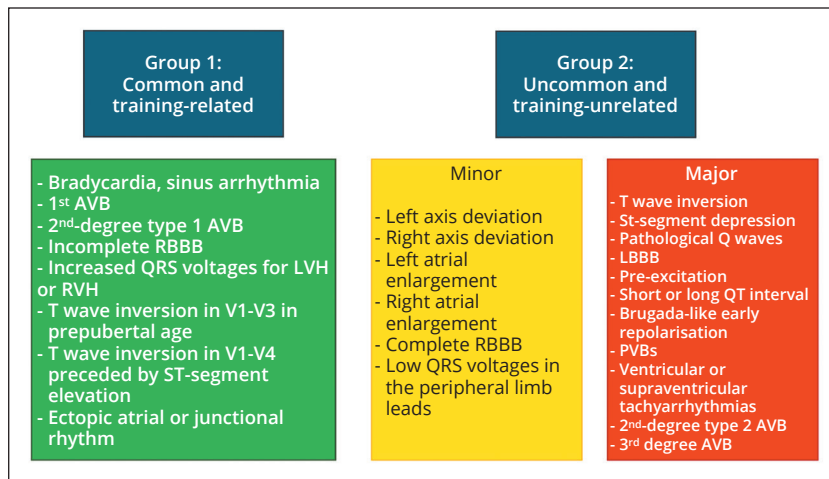 Group 1:
Common and
training-related
Group 2:
Uncommon and
training-unrelated
- Bradycardia, sinus arrhythmia
- 1st AVB
- 2nd-degree type 1 AVB
- Incomplete RBBB
- Increased QRS voltages for LVH
or RVH
- T wave inversion in V1-V3 in
prepubertal age
- T wave inversion in V1-V4
preceded by ST-segment
elevation
- Ectopic atrial or junctional
rhythm
Minor
- Left axis deviation
- Right axis deviation
- Left atrial
enlargement
- Right atrial
enlargement
- Complete RBBB
- Low QRS voltages in
the peripheral limb
leads
Major
- T wave inversion
- St-segment depression
- Pathological Q waves
- LBBB
- Pre-excitation
- Short or long QT interval
- Brugada-like early
repolarisation
- PVBs
- Ventricular or
supraventricular
tachyarrhythmias
- 2nd-degree type 2 AVB
- 3rd degree AVB